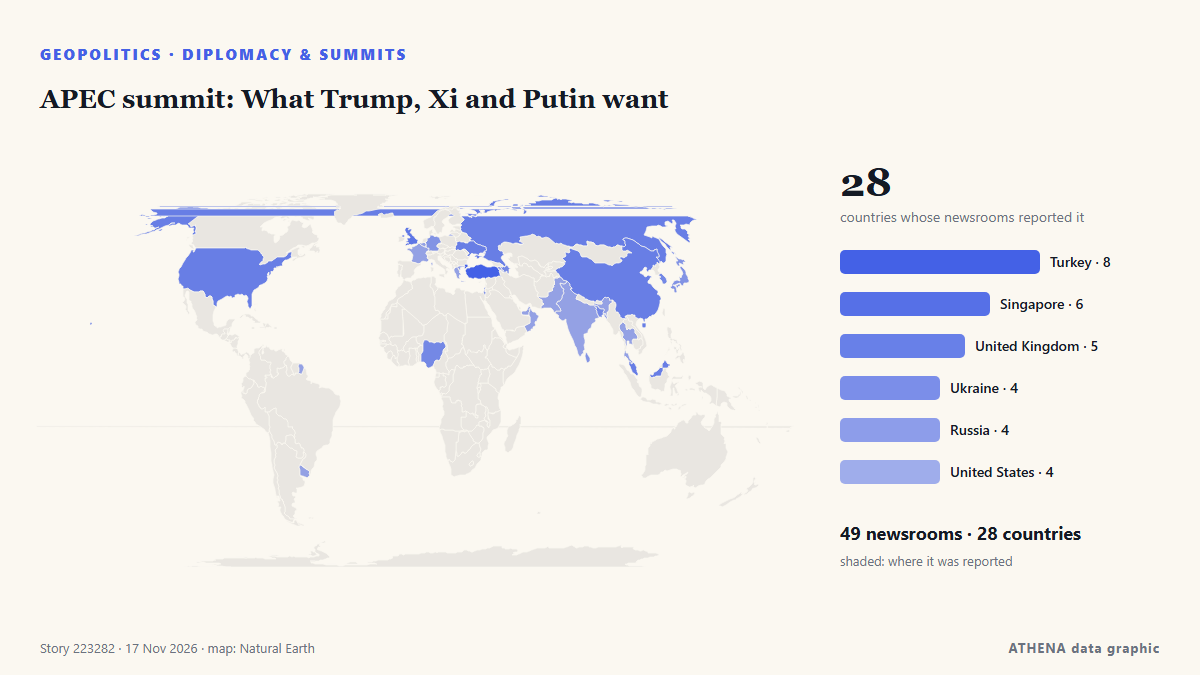 GEOPOLITICS · DIPLOMACY & SUMMITS
APEC summit: What Trump, Xi and Putin want
28
countries whose newsrooms reported it
Turkey · 8
Singapore · 6
United Kingdom · 5
Ukraine · 4
Russia · 4
United States · 4
49 newsrooms · 28 countries
shaded: where it was reported
Story 223282 · 17 Nov 2026 · map: Natural Earth
ATHENA data graphic